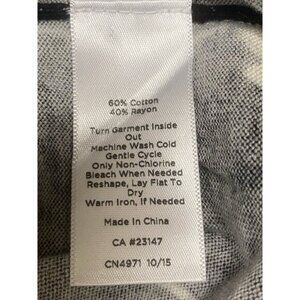 60% Cotton
40% Rayon
Turn Garment Inside
Out
Machine Wash Cold
Gentle Cycle
Only Non-Chlorine
Bleach When Needed
Reshape, Lay Flat To
Dry
Warm Iron, If Needed
Made In China
CA #23147
CN4971 10/15